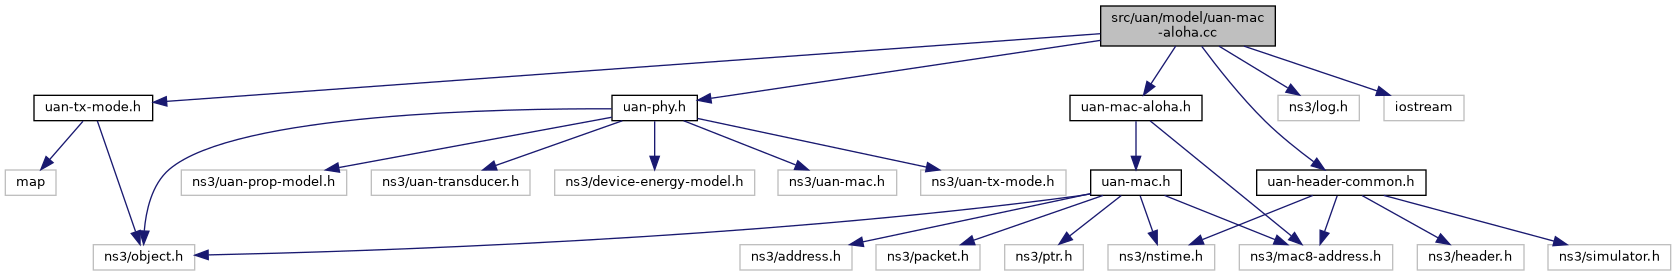 src/uan/model/uan-mac
-aloha.cc
uan-tx-mode.h
uan-phy.h
uan-mac-aloha.h
ns3/log.h
iostream
map
ns3/uan-prop-model.h
ns3/uan-transducer.h
ns3/device-energy-model.h
ns3/uan-mac.h
ns3/uan-tx-mode.h
uan-mac.h
uan-header-common.h
ns3/object.h
ns3/address.h
ns3/packet.h
ns3/ptr.h
ns3/nstime.h
ns3/mac8-address.h
ns3/header.h
ns3/simulator.h